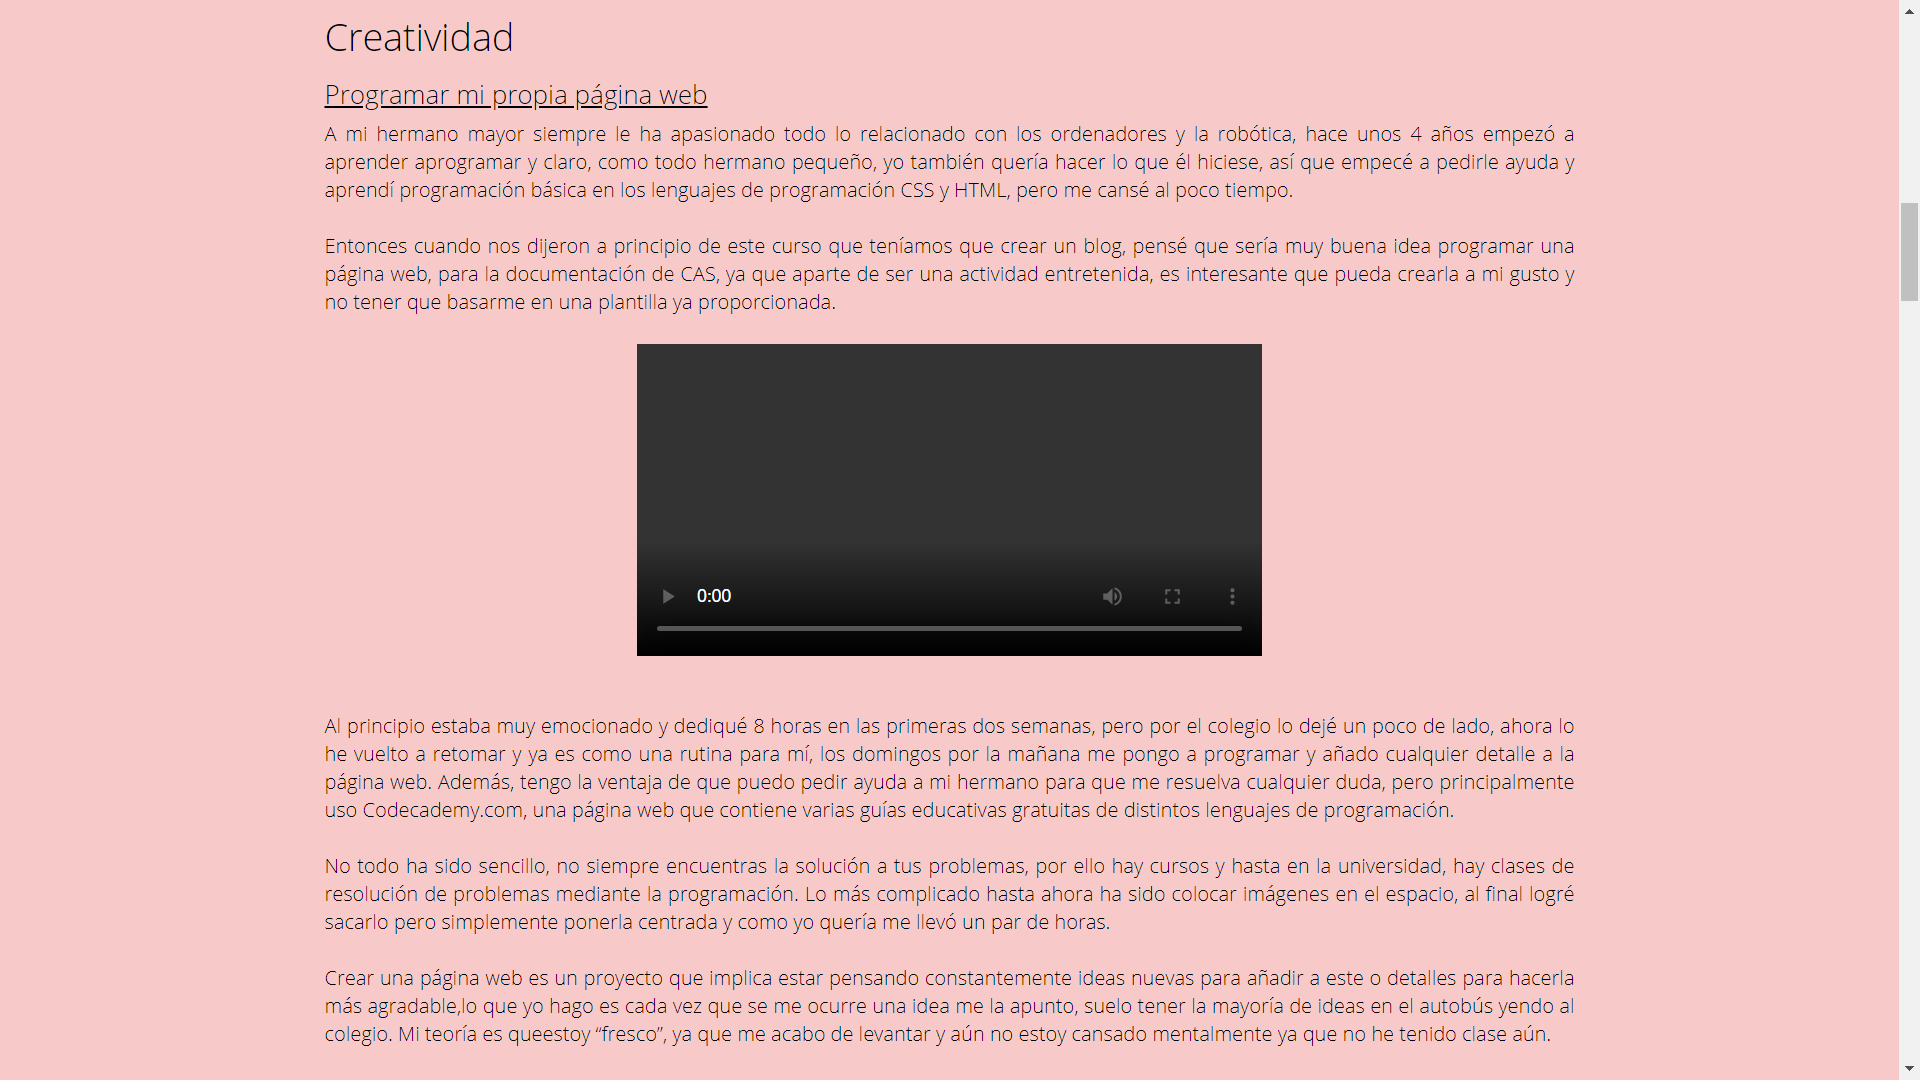 Creatividad
Programar mi propia página web
A mi hermano mayor siempre le ha apasionado todo lo relacionado con los ordenadores y la robótica, hace unos 4 años empezó a
aprender aprogramar y claro, como todo hermano pequeño, yo también quería hacer lo que él hiciese, así que empecé a pedirle ayuda y
aprendí programación básica en los lenguajes de programación CSS y HTML, pero me cansé al poco tiempo.
Entonces cuando nos dijeron a principio de este curso que teníamos que crear un blog, pensé que sería muy buena idea programar una
página web, para la documentación de CAS, ya que aparte de ser una actividad entretenida, es interesante que pueda crearla a mi gusto y
no tener que basarme en una plantilla ya proporcionada.
0:00
Al principio estaba muy emocionado y dediqué 8 horas en las primeras dos semanas, pero por el colegio lo dejé un poco de lado, ahora lo
he vuelto a retomar y ya es como una rutina para mí, los domingos por la mañana me pongo a programar y añado cualquier detalle a la
página web. Además, tengo la ventaja de que puedo pedir ayuda a mi hermano para que me resuelva cualquier duda, pero principalmente
uso Codecademy.com, una página web que contiene varias guías educativas gratuitas de distintos lenguajes de programación.
No todo ha sido sencillo, no siempre encuentras la solución a tus problemas, por ello hay cursos y hasta en la universidad, hay clases de
resolución de problemas mediante la programación. Lo más complicado hasta ahora ha sido colocar imágenes en el espacio, al final logré
sacarlo pero simplemente ponerla centrada y como yo quería me llevó un par de horas.
Crear una página web es un proyecto que implica estar pensando constantemente ideas nuevas para añadir a este o detalles para hacerla
más agradable,lo que yo hago es cada vez que se me ocurre una idea me la apunto, suelo tener la mayoría de ideas en el autobús yendo al
colegio. Mi teoría es queestoy “fresco”, ya que me acabo de levantar y aún no estoy cansado mentalmente ya que no he tenido clase aún.